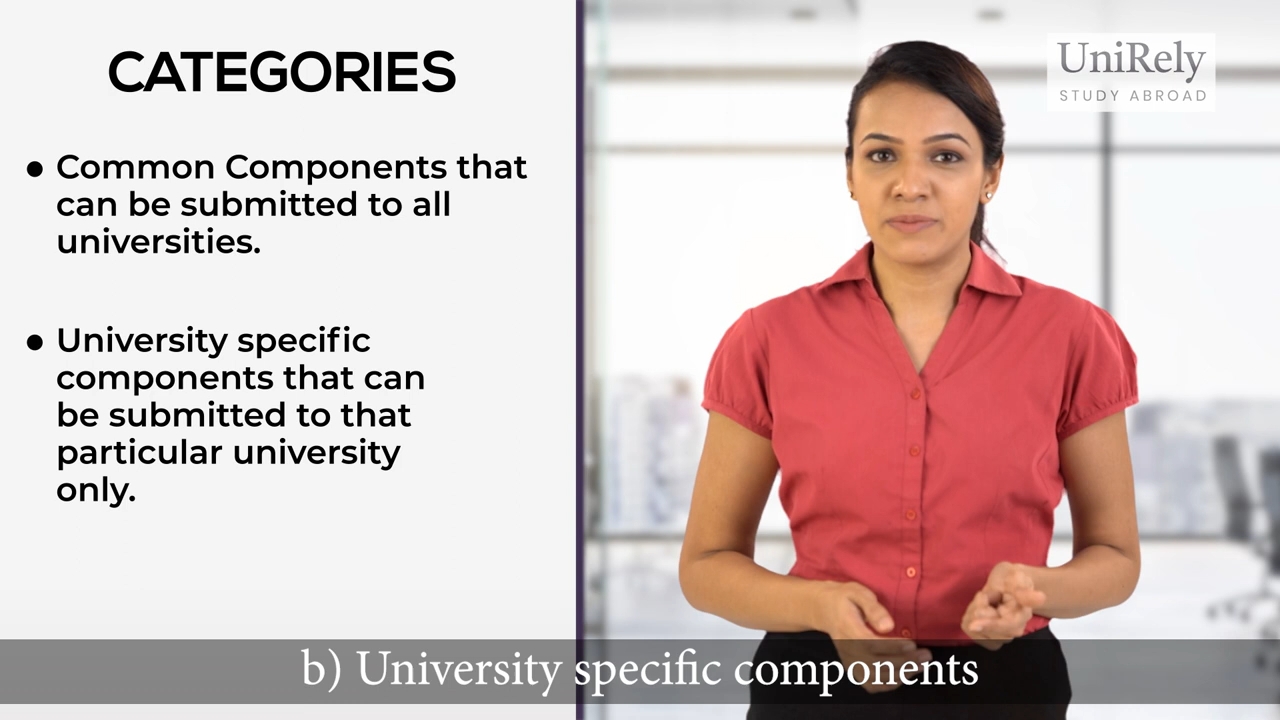 CATEGORIES
● Common Components that
can be submitted to all
universities.
● University specific
components that can
be submitted to that
particular university
only.
UniRely
STUDY ABROAD
b) University specific components